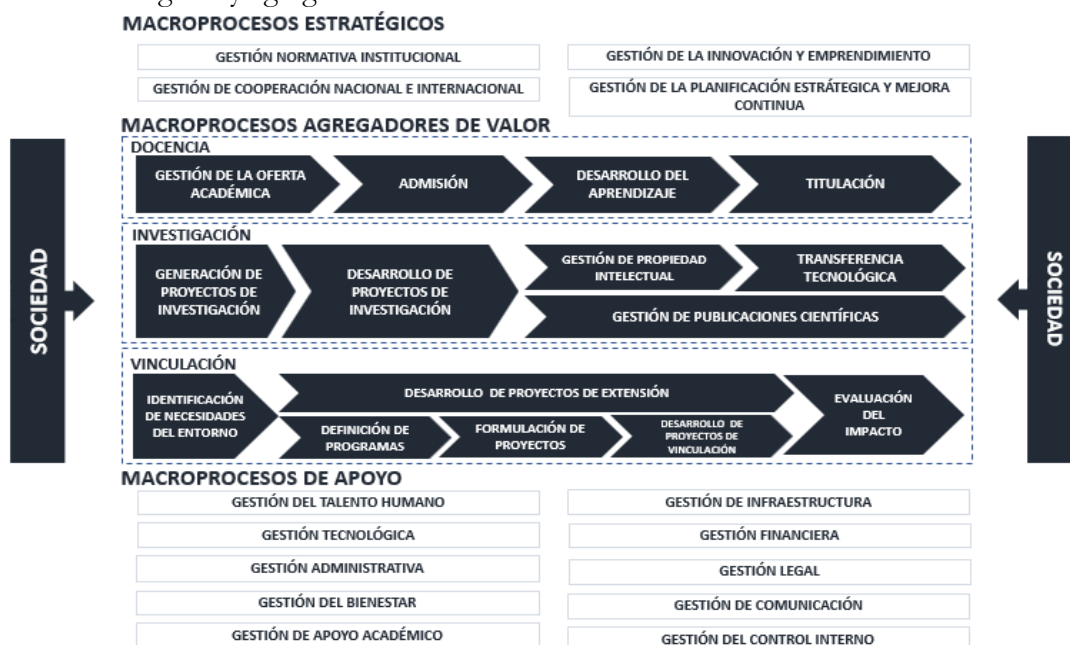 MACROPROCESOS ESTRATÉGICOS
GESTIÓN NORMATIVA INSTITUCIONAL
GESTIÓN DE LA INNOVACIÓN Y EMPRENDIMIENTO
GESTIÓN DE COOPERACIÓN NACIONAL E INTERNACIONAL
GESTIÓN DE LA PLANIFICACIÓN ESTRÁTEGICA Y MEJORA
CONTINUA
MACROPROCESOS AGREGADORES DE VALOR
SOCIEDAD
DOCENCIA
GESTIÓN DE LA OFERTA
ACADÉMICA
ADMISIÓN
DESARROLLO DEL
APRENDIZAJE
TITULACIÓN
INVESTIGACIÓN
GENERACIÓN DE
PROYECTOS DE
INVESTIGACIÓN
DESARROLLO DE
PROYECTOS DE
INVESTIGACIÓN
GESTIÓN DE PROPIEDAD
INTELECTUAL
TRANSFERENCIA
TECNOLÓGICA
GESTIÓN DE PUBLICACIONES CIENTÍFICAS
VINCULACIÓN
IDENTIFICACIÓN
DE NECESIDADES
DEL ENTORNO
DESARROLLO DE PROYECTOS DE EXTENSIÓN
DEFINICIÓN DE
PROGRAMAS
FORMULACIÓN DE
PROYECTOS
DESARROLLO DE
PROYECTOS DE
VINCULACIÓN
EVALUACIÓN
DEL
IMPACTO
SOCIEDAD
MACROPROCESOS DE APOYO
GESTIÓN DEL TALENTO HUMANO
GESTIÓN DE INFRAESTRUCTURA
GESTIÓN TECNOLÓGICA
GESTIÓN FINANCIERA
GESTIÓN ADMINISTRATIVA
GESTIÓN LEGAL
GESTIÓN DEL BIENESTAR
GESTIÓN DE COMUNICACIÓN
GESTIÓN DE APOYO ACADÉMICO
GESTIÓN DEL CONTROL INTERNO